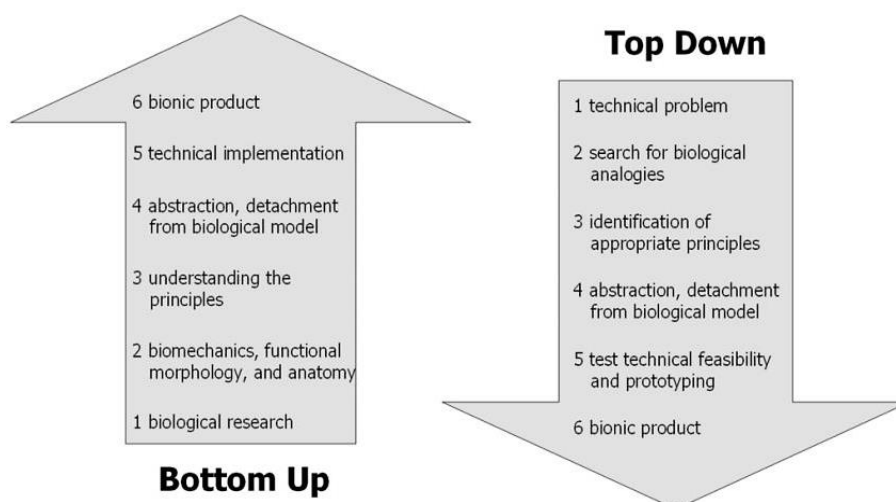 6 bionic product
5 technical implementation
4 abstraction, detachment
from biological model
3 understanding the
principles
2 biomechanics, functional
morphology, and anatomy
1 biological research
Bottom Up
Top Down
1 technical problem
2 search for biological
analogies
3 identification of
appropriate principles
4 abstraction, detachment
from biological model
5 test technical feasibility
and prototyping
6 bionic product